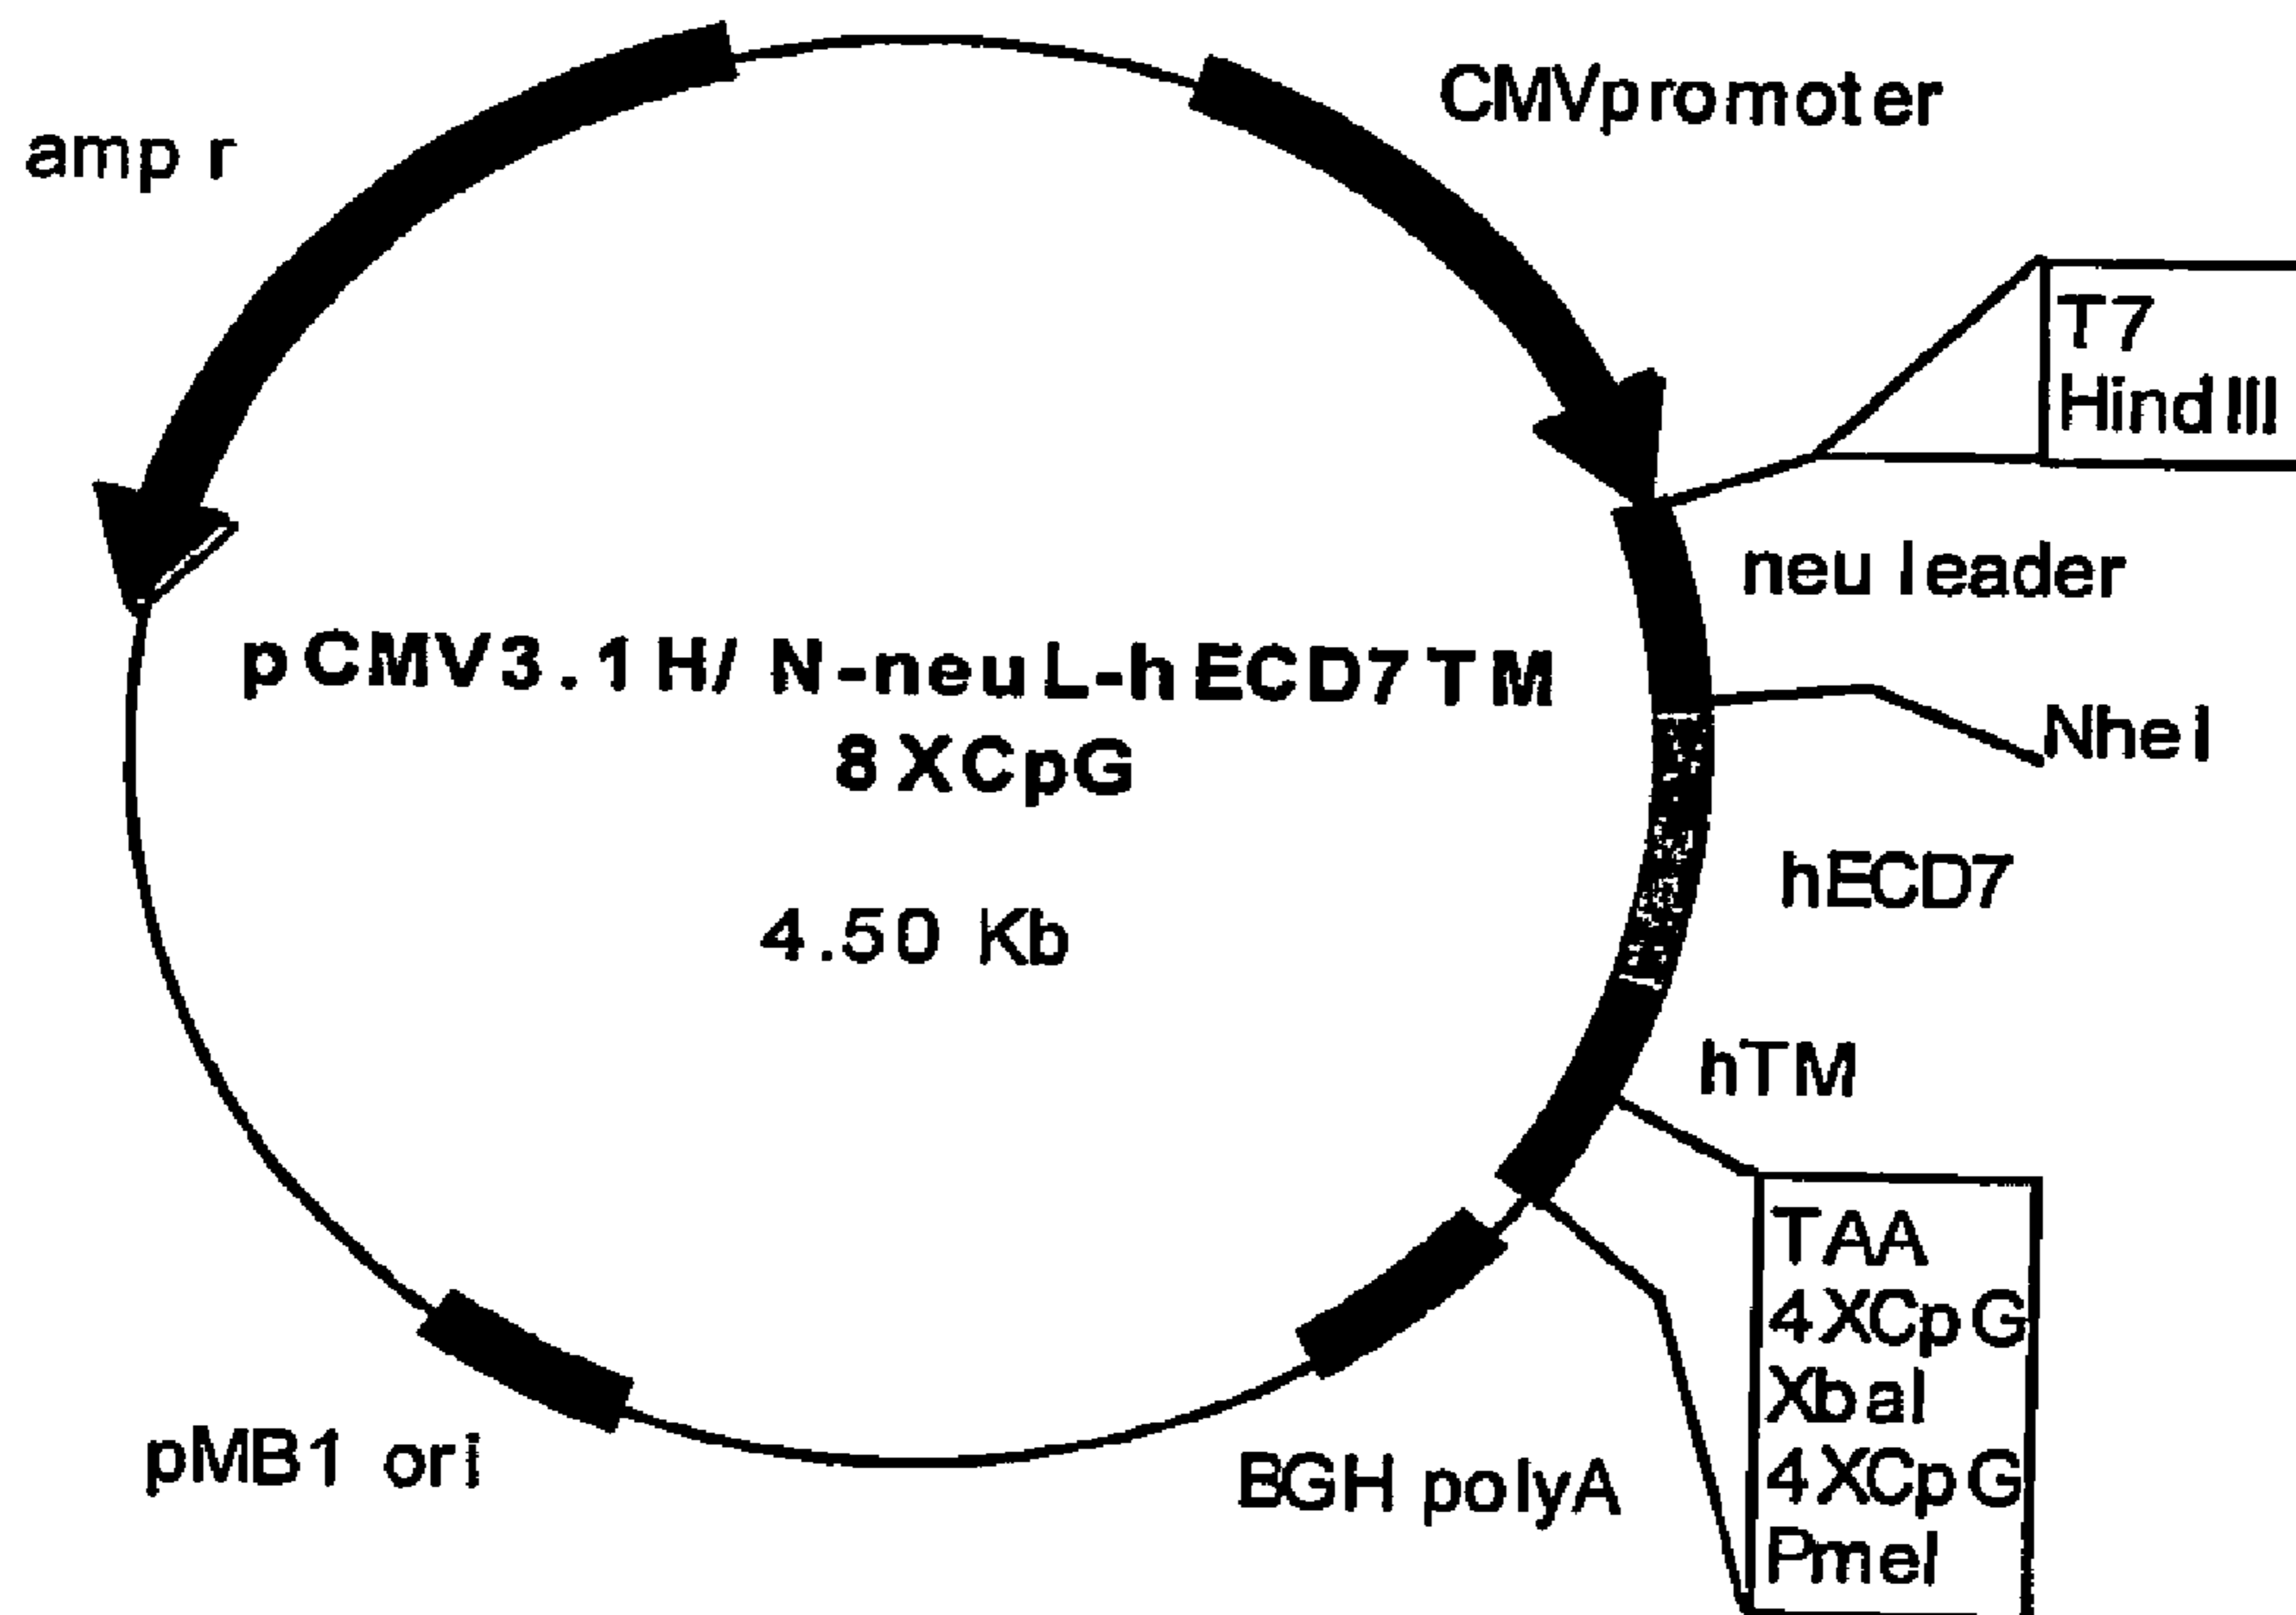 CMVpromoter
amp r
T7
HindIII
neu leader
pCMV3.1H/N-neuL-hECD7TM
8XCpG
NheI
hECD7
4.50 Kb
hTM
TAA
4XCpG
XbaI
4XCpG
PmeI
pMB1 ori
BGH polyA